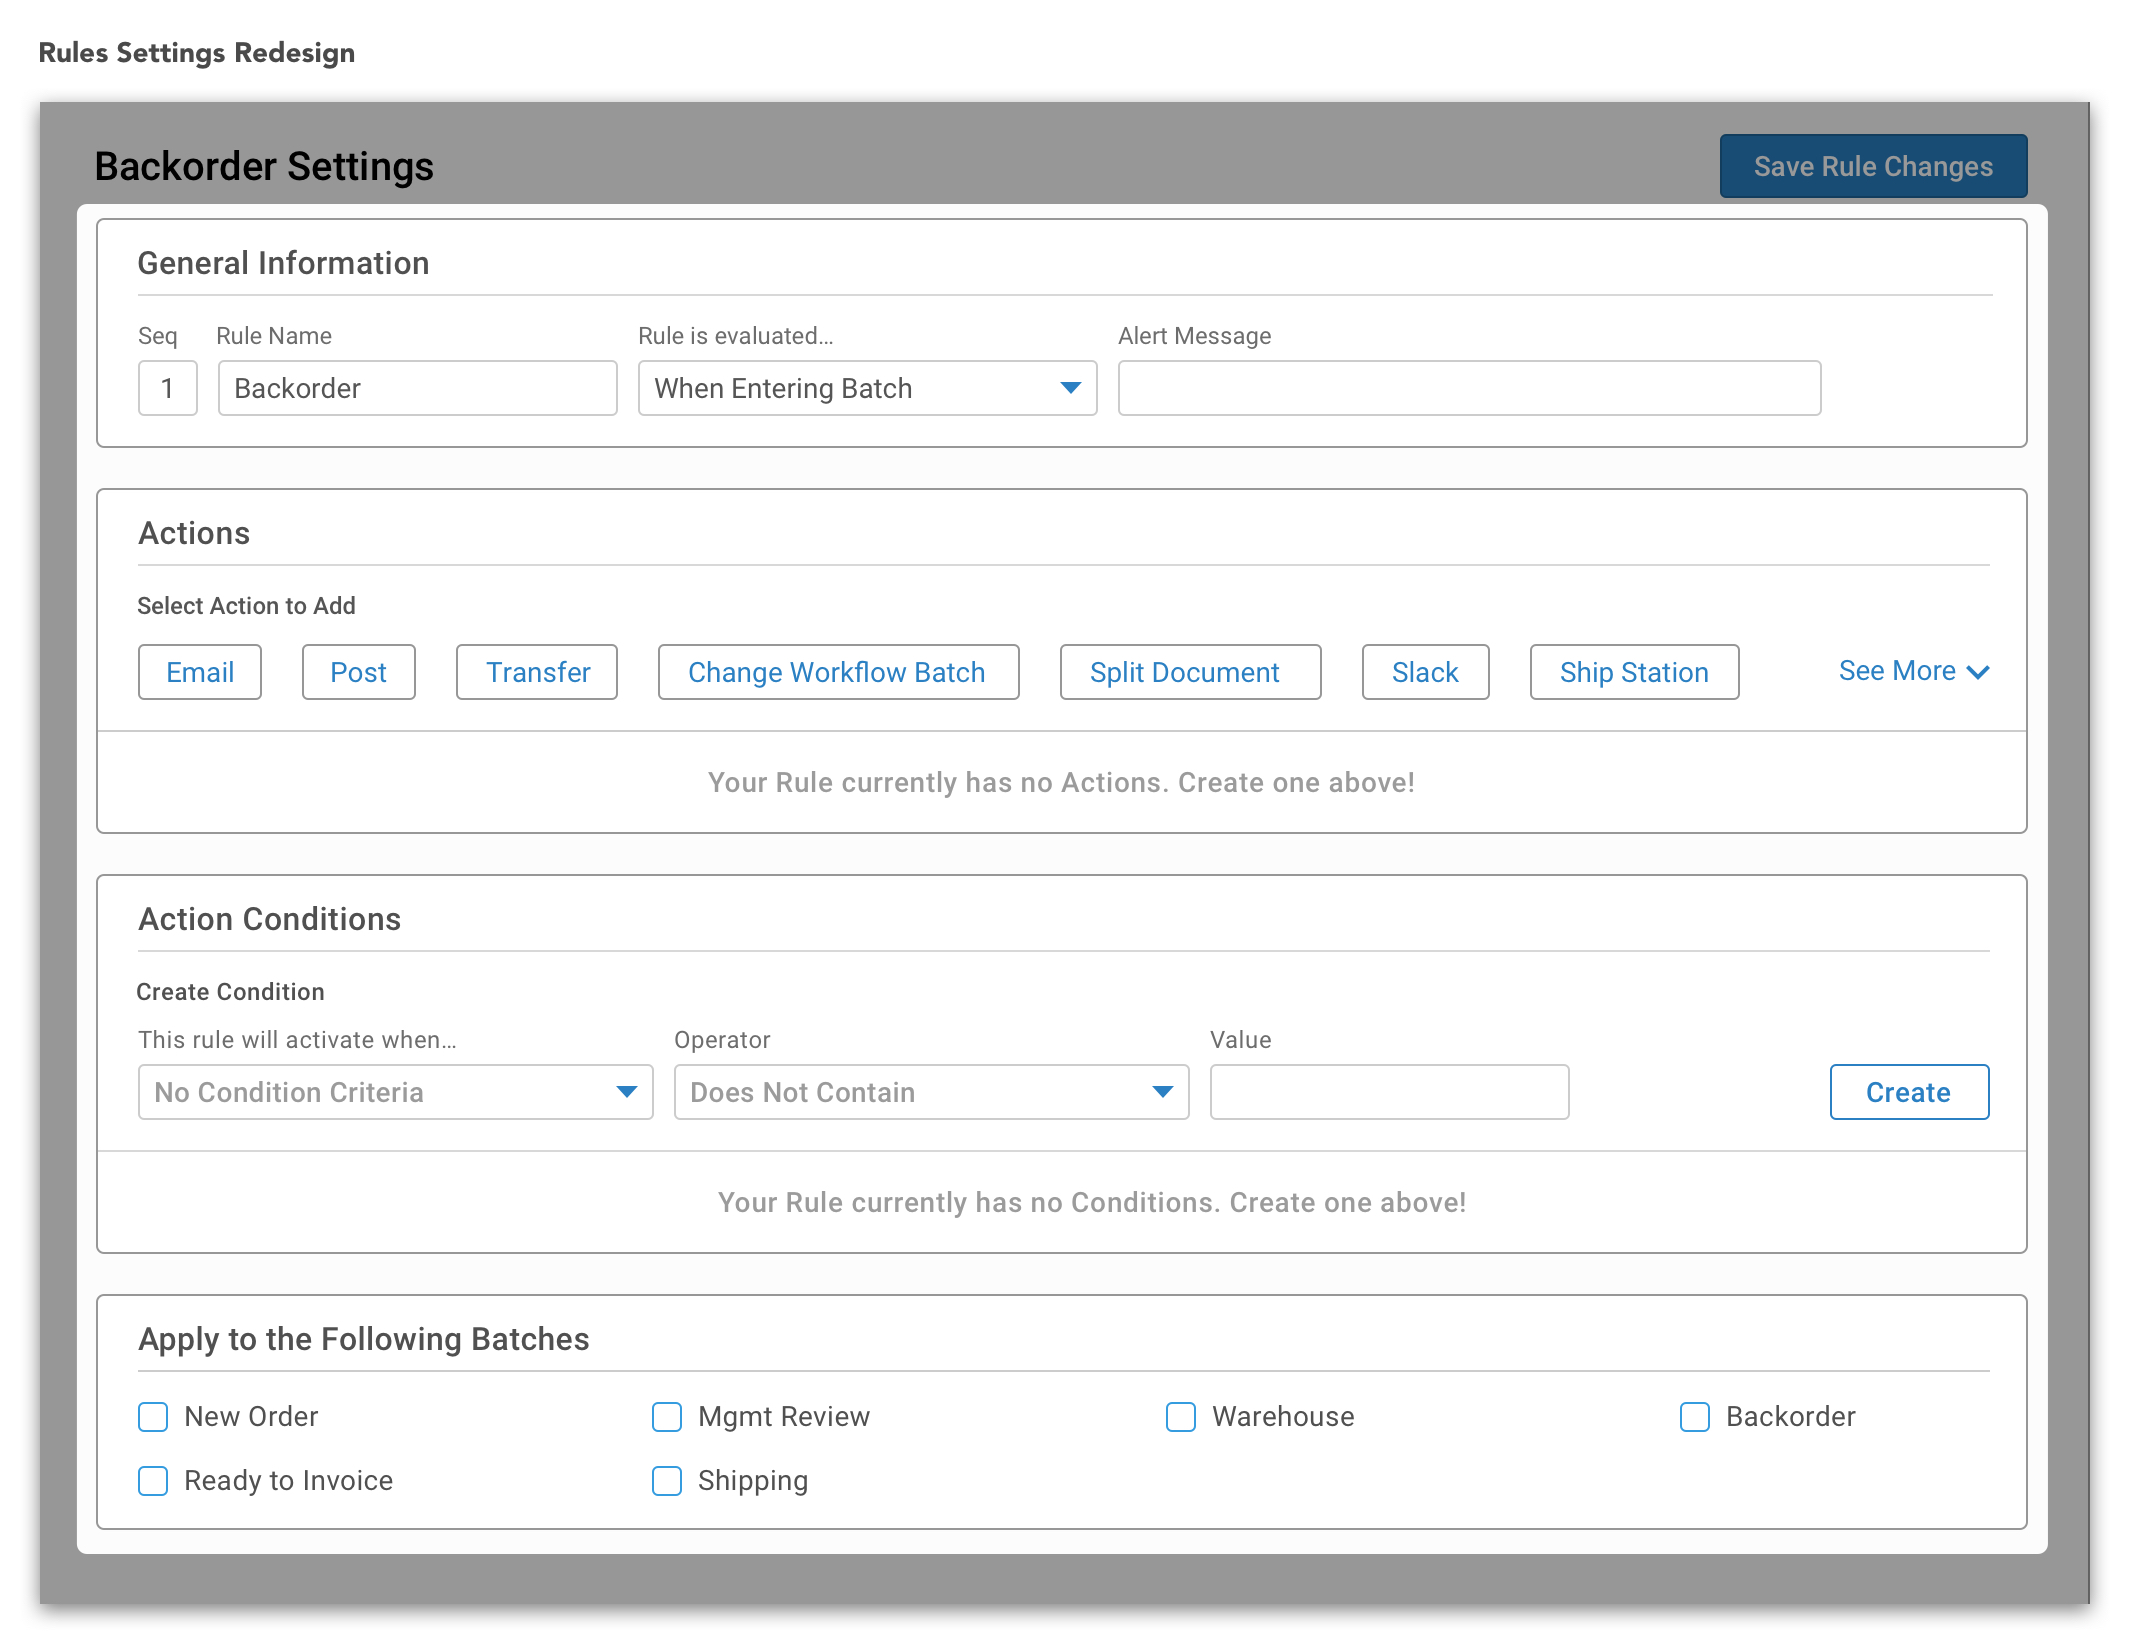 Rules Settings Redesign
Backorder Settings
Save Rule Changes
General Information
Seq Rule Name Rule is evaluated... Alert Message
1 Backorder When Entering Batch
Actions
Select Action to Add
Email Post Transfer Change Workflow Batch Split Document Slack Ship Station See More
Your Rule currently has no Actions. Create one above!
Action Conditions
Create Condition
This rule will activate when... Operator Value
No Condition Criteria Does Not Contain Create
Your Rule currently has no Conditions. Create one above!
Apply to the Following Batches
New Order Mgmt Review Warehouse Backorder
Ready to Invoice Shipping